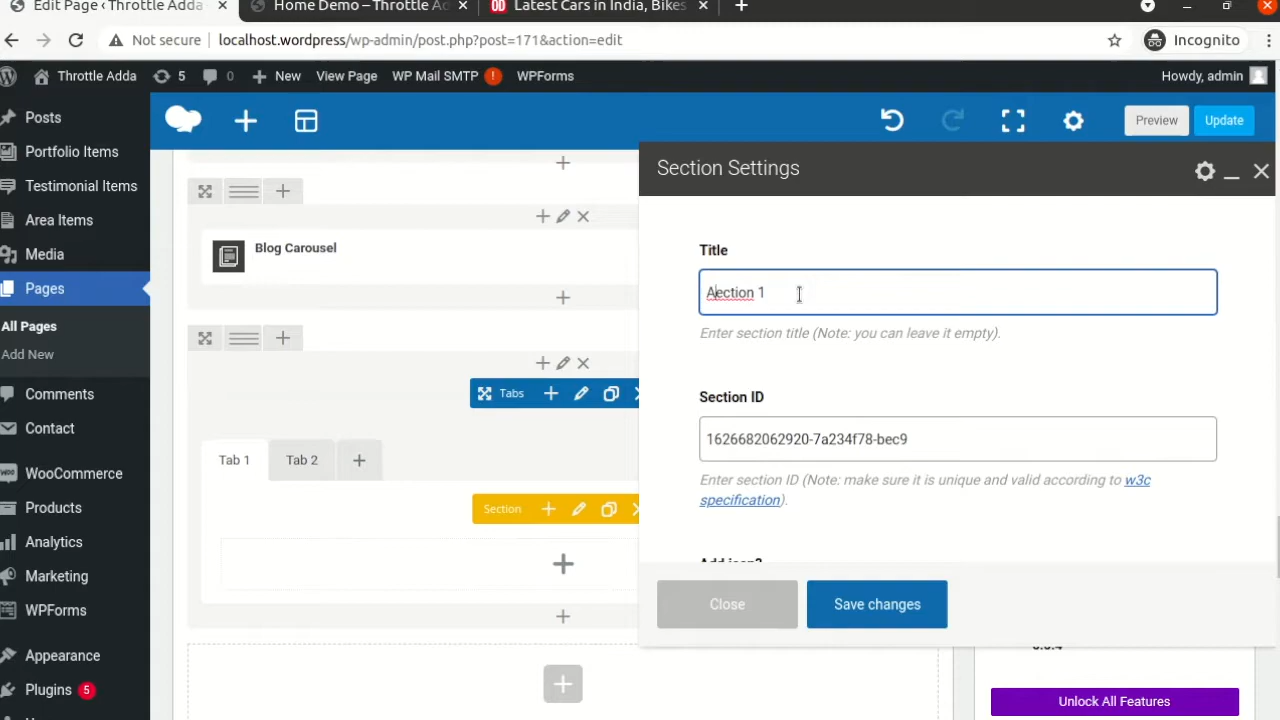 Edit Page ‹ Throttle Adda
Home Demo – Throttle Ad
Latest Cars in India, Bikes
Not secure
localhost.wordpress/wp-admin/post.php?post=171&action=edit
Incognito
Throttle Adda
5
0
New
View Page
WP Mail SMTP
!
WPForms
Howdy, admin
Posts
Portfolio Items
Testimonial Items
Area Items
Media
Pages
All Pages
Add New
Comments
Contact
WooCommerce
Products
Analytics
Marketing
WPForms
Appearance
Plugins 5
Preview
Update
Blog Carousel
Tabs
Tab 1
Tab 2
Section
Section Settings
Title
Aection 1
Enter section title (Note: you can leave it empty).
Section ID
1626682062920-7a234f78-bec9
Enter section ID (Note: make sure it is unique and valid according to w3c
specification).
Close
Save changes
Unlock All Features